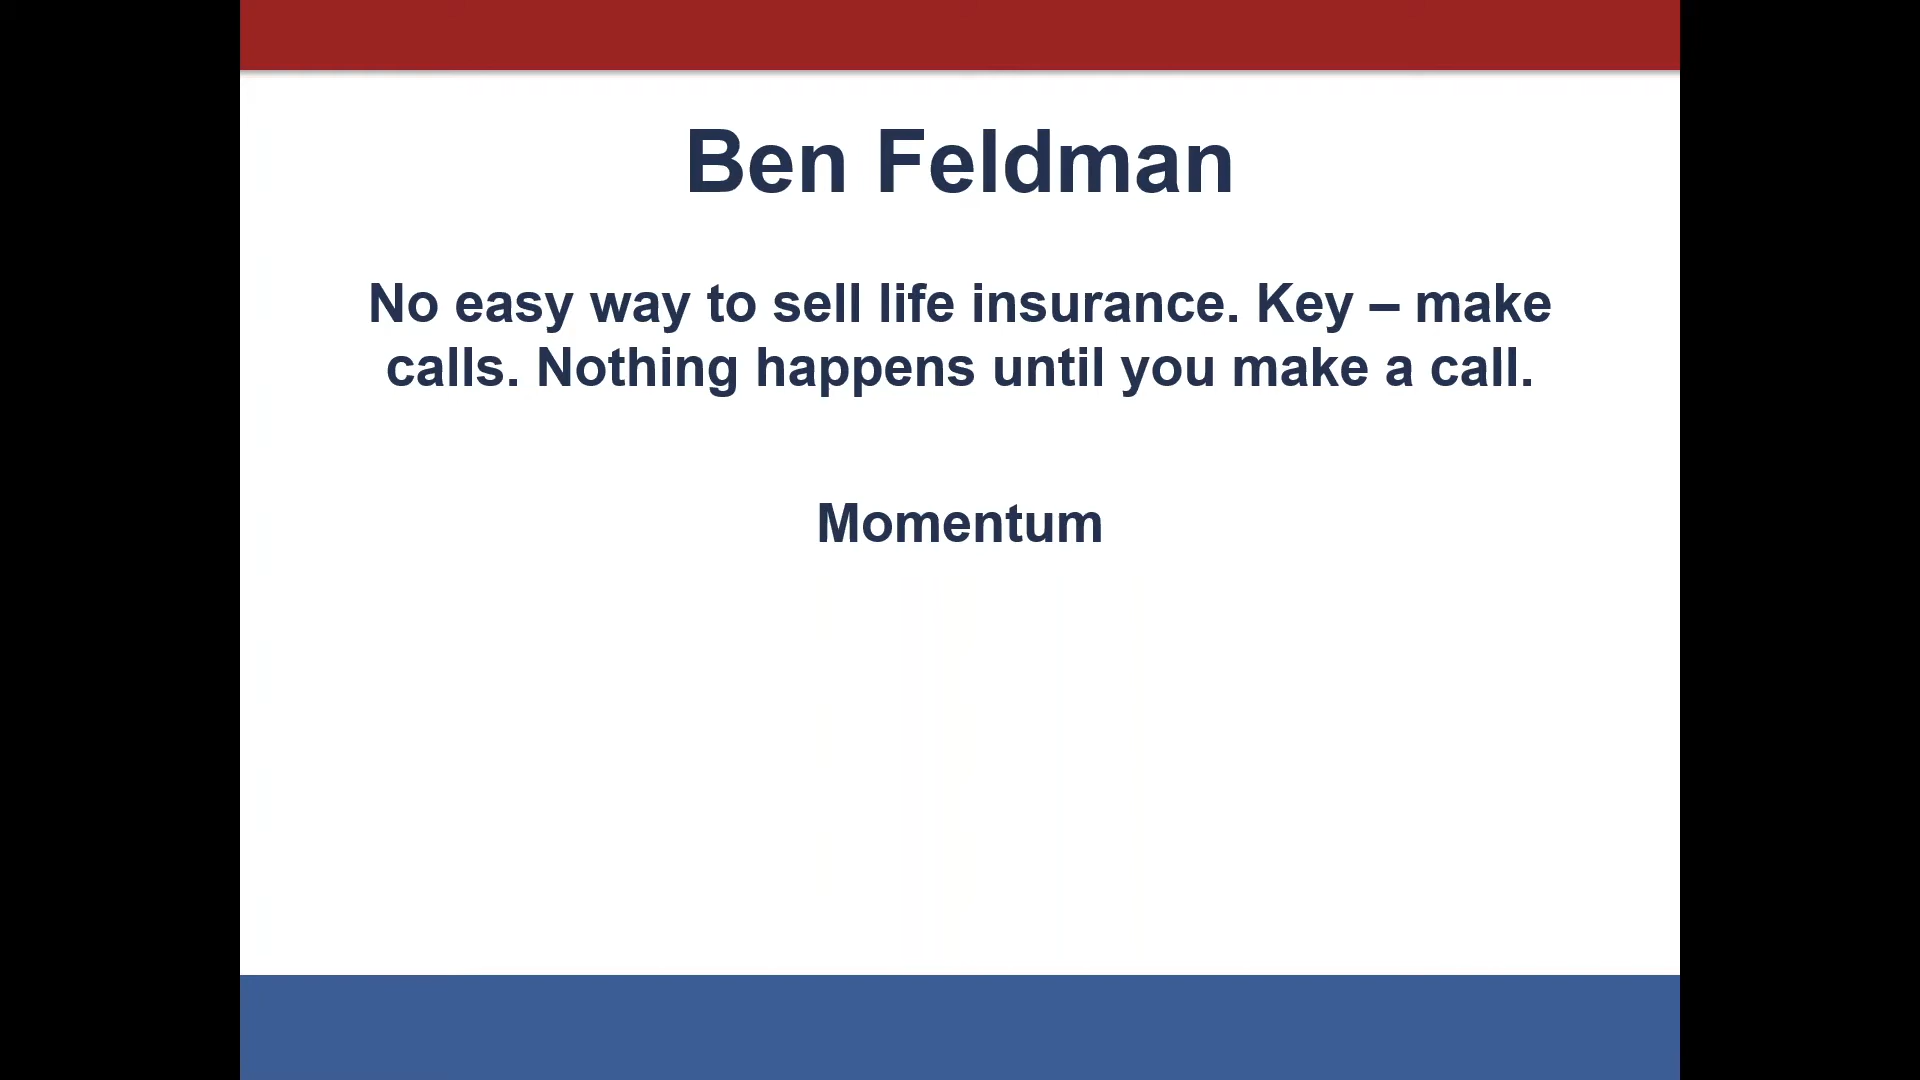 Ben Feldman
No easy way to sell life insurance. Key – make
calls. Nothing happens until you make a call.
Momentum